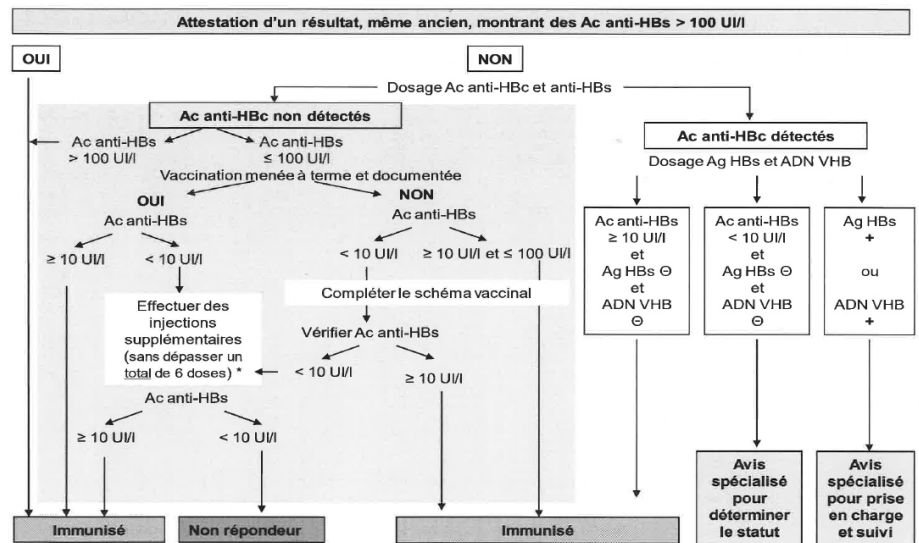 Attestation d'un résultat, même ancien, montrant des Ac anti-HBs > 100 UI/l
OUI
NON
Dosage Ac anti-HBc et anti-HBs
Ac anti-HBc non détectés
Ac anti-HBs
> 100 UI/l
Ac anti-HBs
≤ 100 UI/l
Vaccination menée à terme et documentée
OUI
Ac anti-HBs
≥ 10 UI/l
< 10 UI/l
Effectuer des
injections
supplémentaires
(sans dépasser un
total de 6 doses) *
Ac anti-HBs
≥ 10 UI/l
< 10 UI/l
NON
Ac anti-HBs
< 10 UI/l
≥ 10 UI/l et ≤ 100 UI/l
Compléter le schéma vaccinal
Vérifier Ac anti-HBs
< 10 UI/l
≥ 10 UI/l
Ac anti-HBc détectés
Dosage Ag HBs et ADN VHB
Ac anti-HBs
≥ 10 UI/l
et
Ag HBs Θ
et
ADN VHB
Θ
Ac anti-HBs
< 10 UI/l
et
Ag HBs Θ
et
ADN VHB
Θ
Ag HBs
+
ou
ADN VHB
+
Immunisé
Non répondeur
Immunisé
Avis
spécialisé
pour
déterminer
le statut
Avis
spécialisé
pour prise
en charge
et suivi